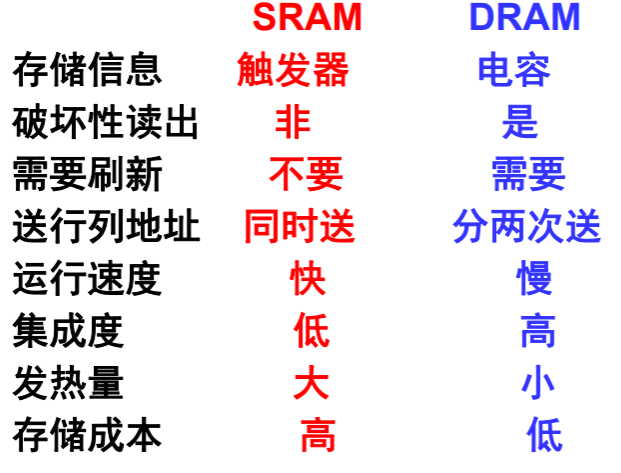 SRAM DRAM
存储信息 触发器 电容
破坏性读出 非 是
需要刷新 不要 需要
送行列地址 同时送 分两次送
运行速度 快 慢
集成度 低 高
发热量 大 小
存储成本 高 低